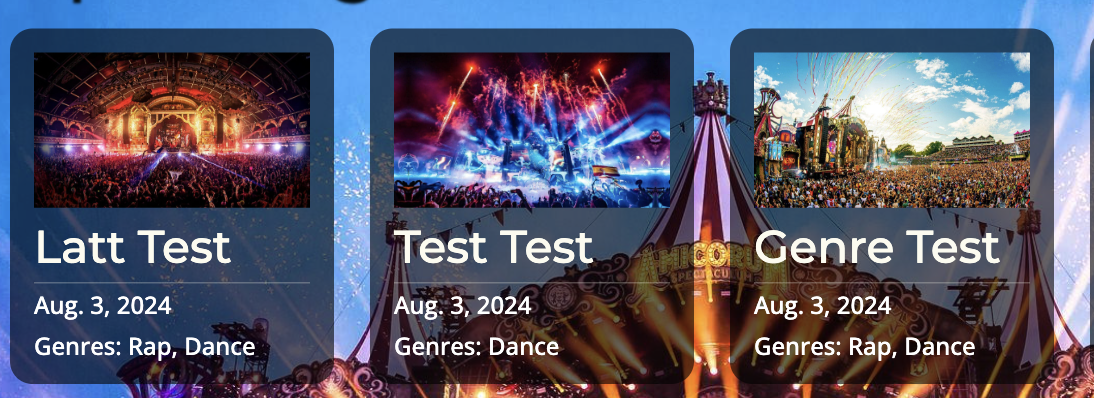 Latt Test
Aug. 3, 2024
Genres: Rap, Dance
Test Test
Aug. 3, 2024
Genres: Dance
Genre Test
Aug. 3, 2024
Genres: Rap, Dance